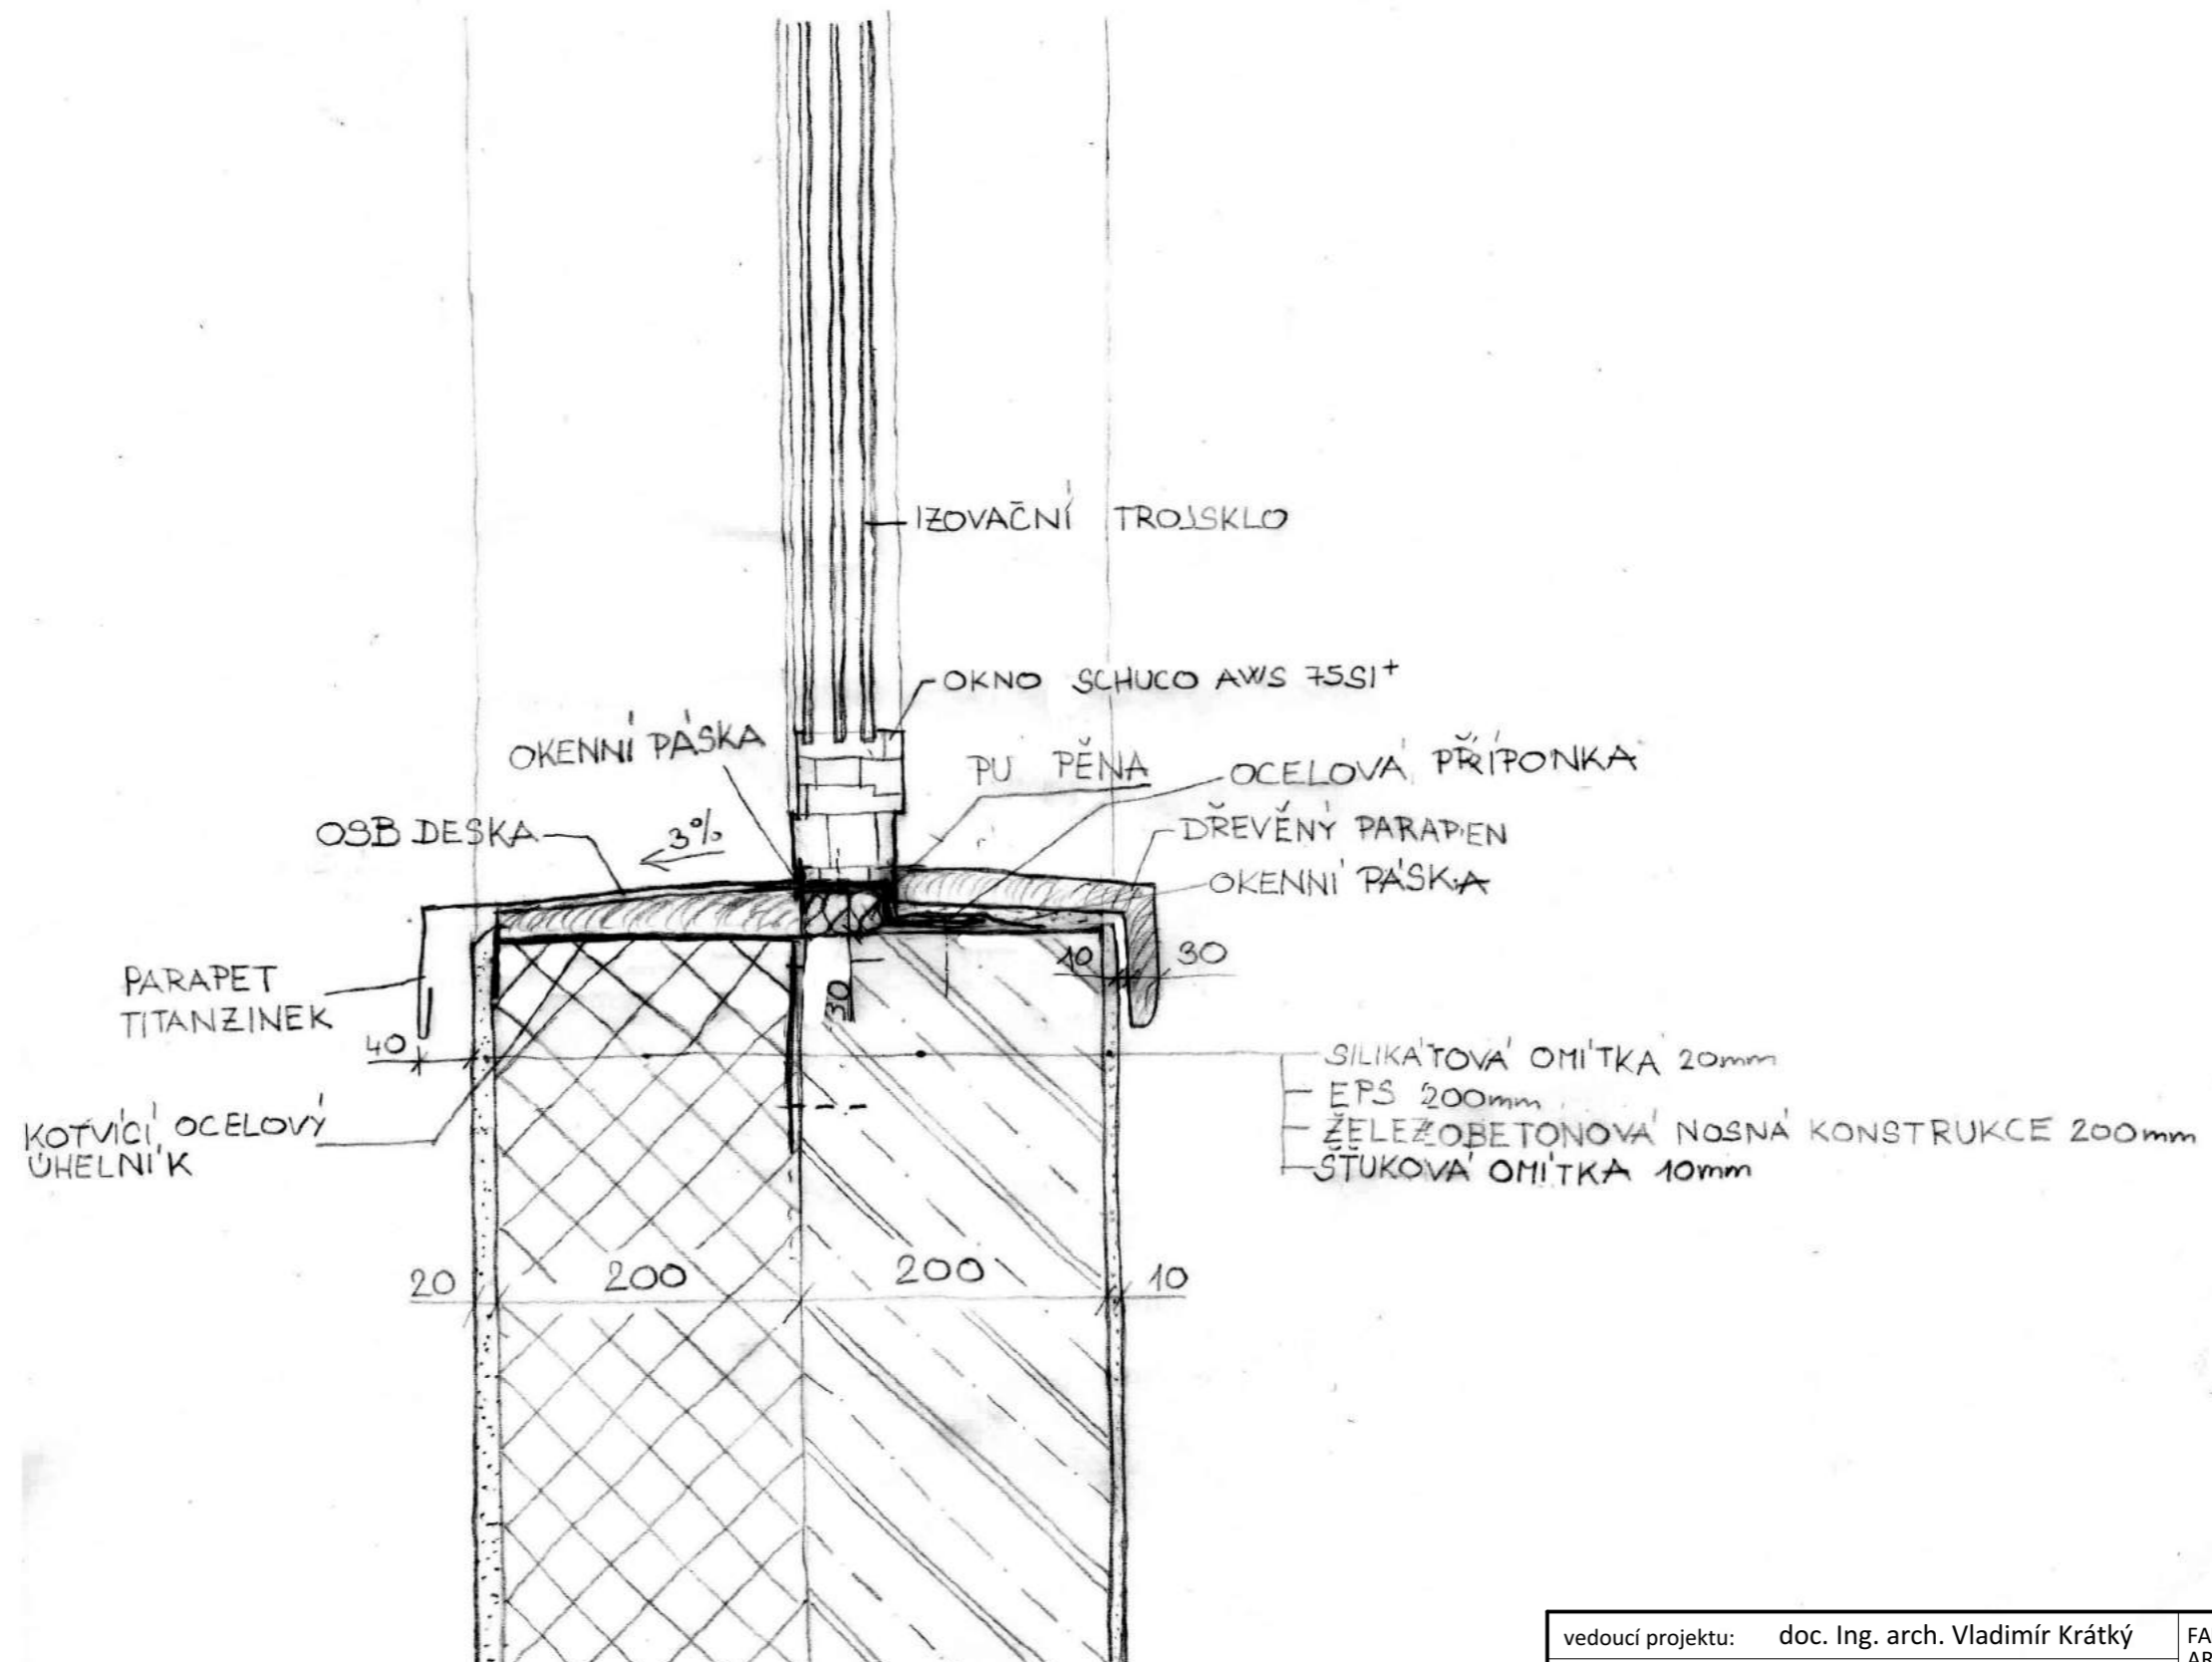 IZOVAČNÍ TROJSKLO
OKNO SCHUCO AWS 75SI+
OKENNÍ PÁSKA
PU PĚNA
OCELOVÁ PŘÍPONKA
OSB DESKA
3%
DŘEVĚNÝ PARAPEN
OKENNÍ PÁSKA
PARAPET
TITANZINEK
10 30
30
40
SILIKÁTOVÁ OMÍTKA 20mm
EPS 200mm
ŽELEZOBETONOVÁ NOSNÁ KONSTRUKCE 200mm
ŠTUKOVÁ OMÍTKA 10mm
KOTVÍCÍ OCELOVÝ
ÚHELNÍK
20 200 200 10
vedoucí projektu: doc. Ing. arch. Vladimír Krátký
FA